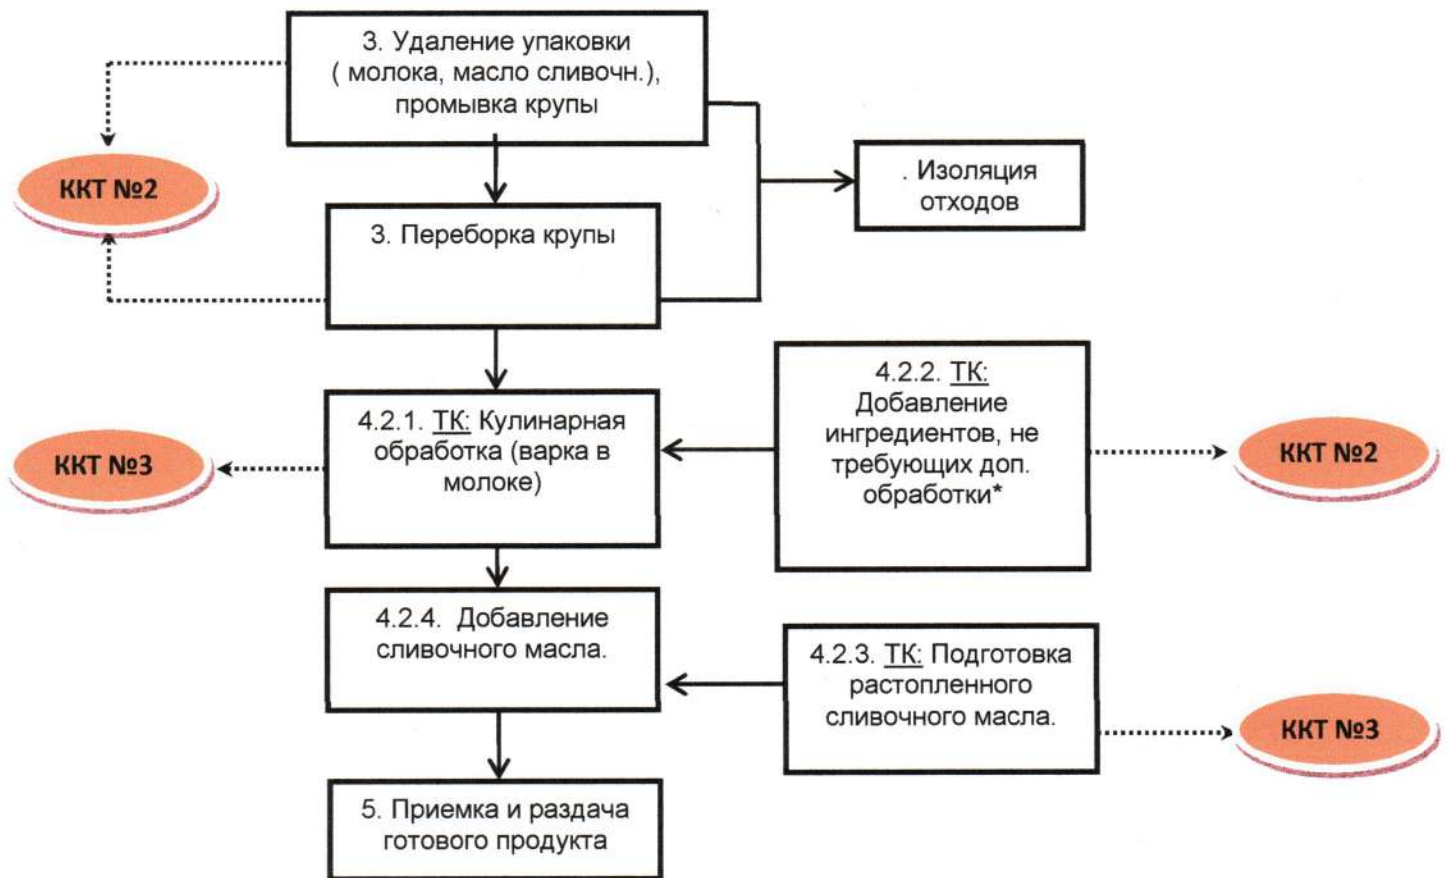 3. Удаление упаковки
( молока, масло сливочн.),
промывка крупы
ККТ №2
. Изоляция
отходов
3. Переборка крупы
4.2.1. ТК: Кулинарная
обработка (варка в
молоке)
4.2.2. ТК:
Добавление
ингредиентов, не
требующих доп.
обработки*
ККТ №3
ККТ №2
4.2.4. Добавление
сливочного масла.
4.2.3. ТК: Подготовка
растопленного
сливочного масла.
ККТ №3
5. Приемка и раздача
готового продукта